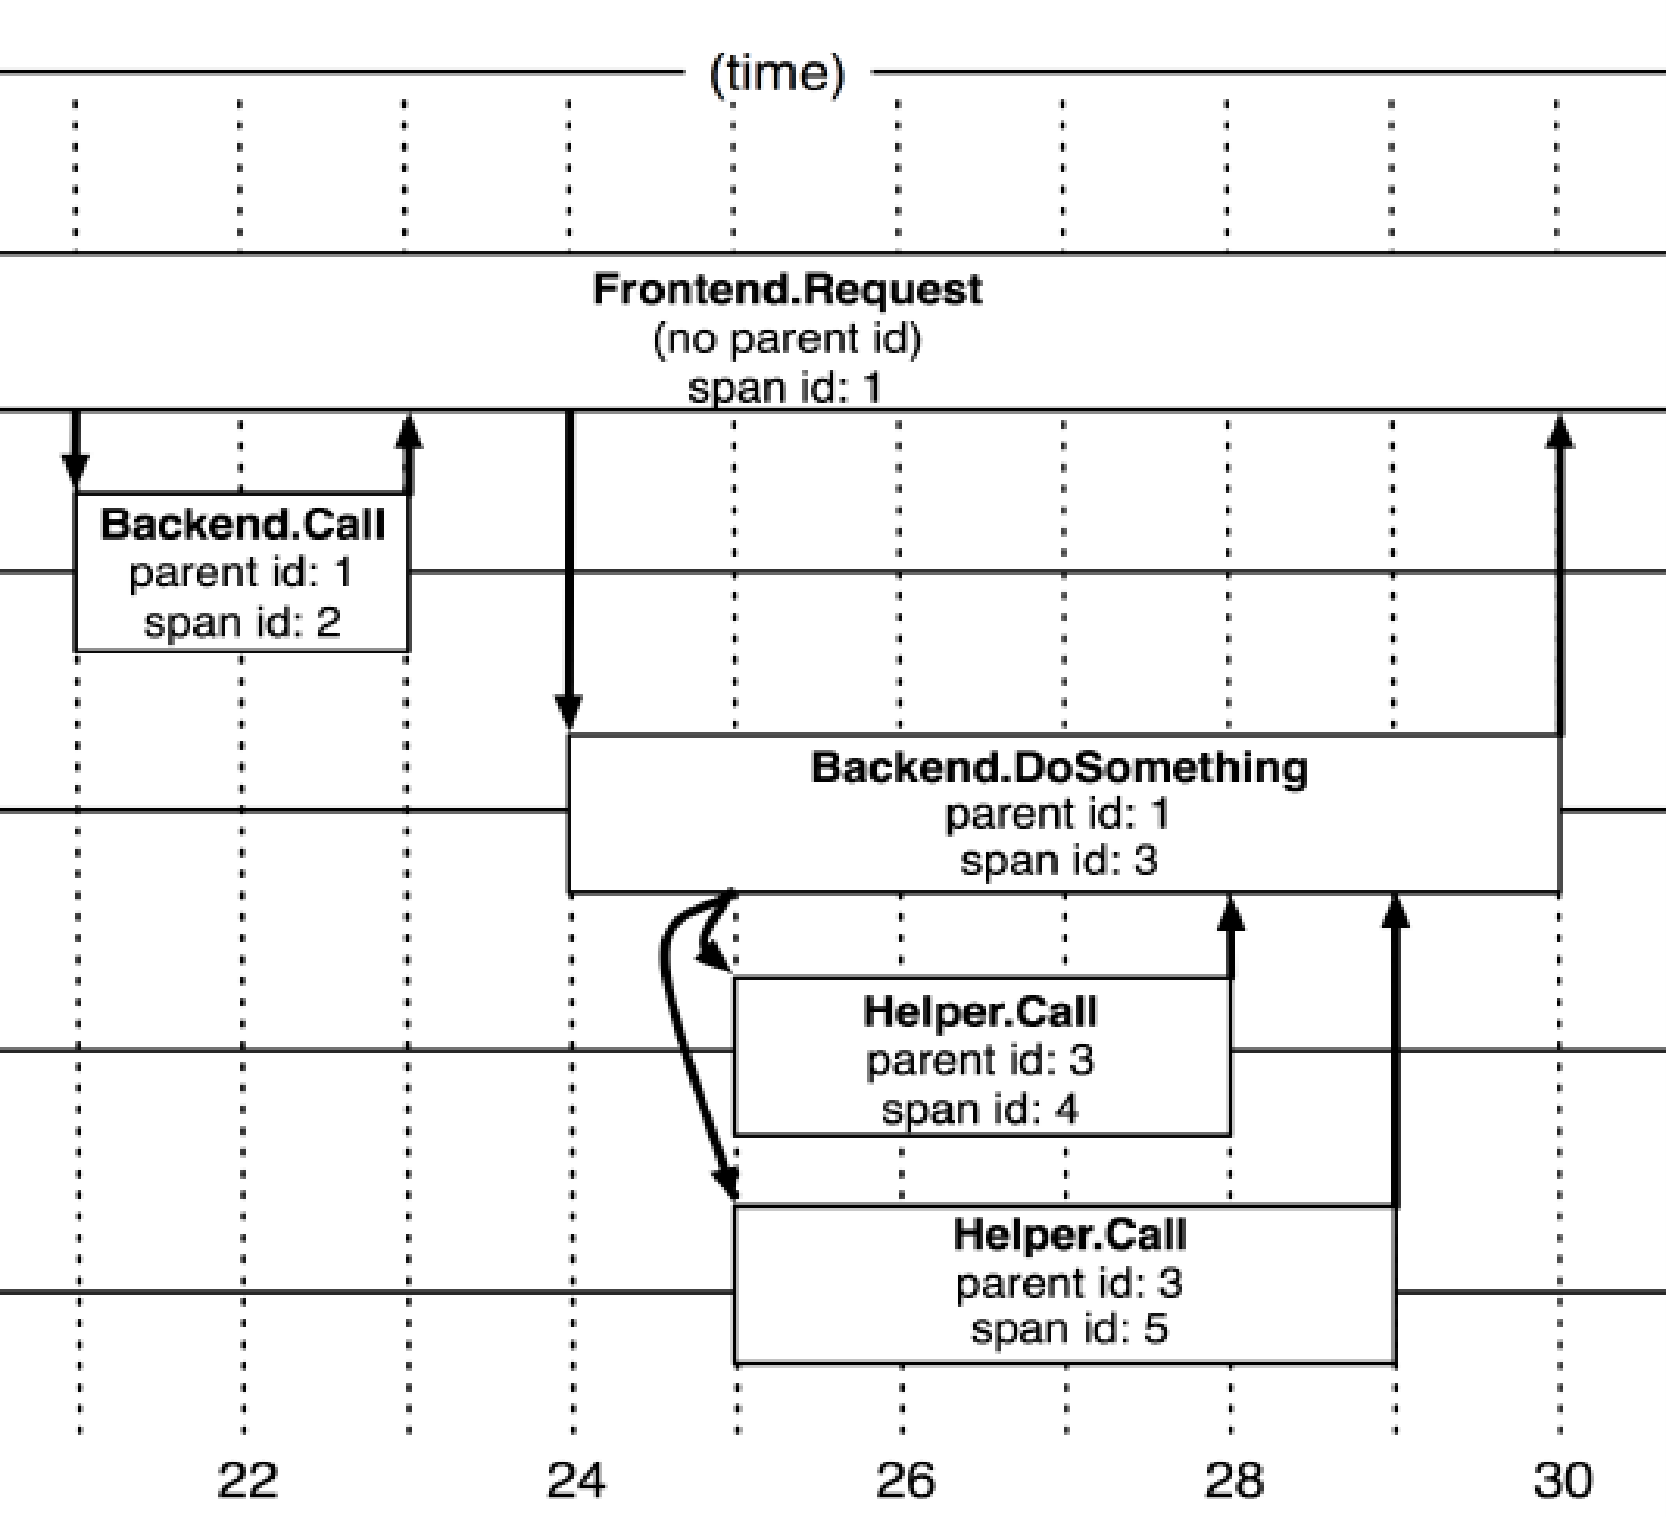 (time)
Frontend.Request
(no parent id)
span id: 1
Backend.Call
parent id: 1
span id: 2
Backend.DoSomething
parent id: 1
span id: 3
Helper.Call
parent id: 3
span id: 4
Helper.Call
parent id: 3
span id: 5
22 24 26 28 30